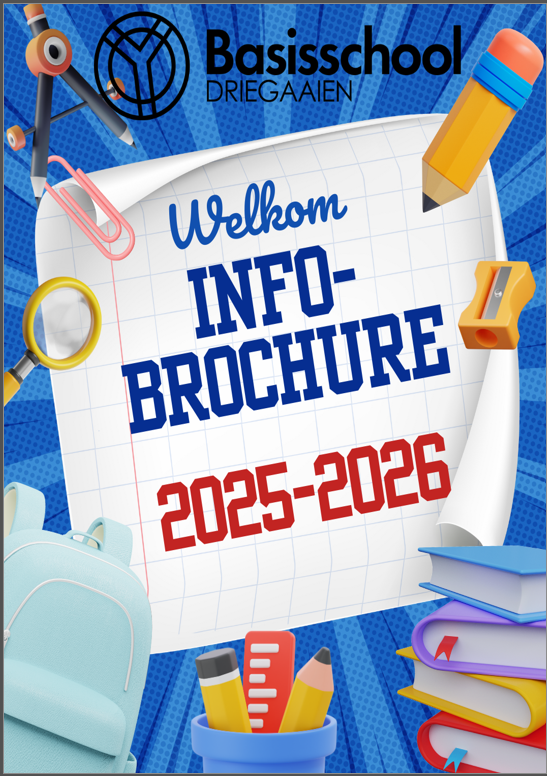 Basisschool
DRIEGAAIEN
Welkom
INFO-
BROCHURE
2025-2026